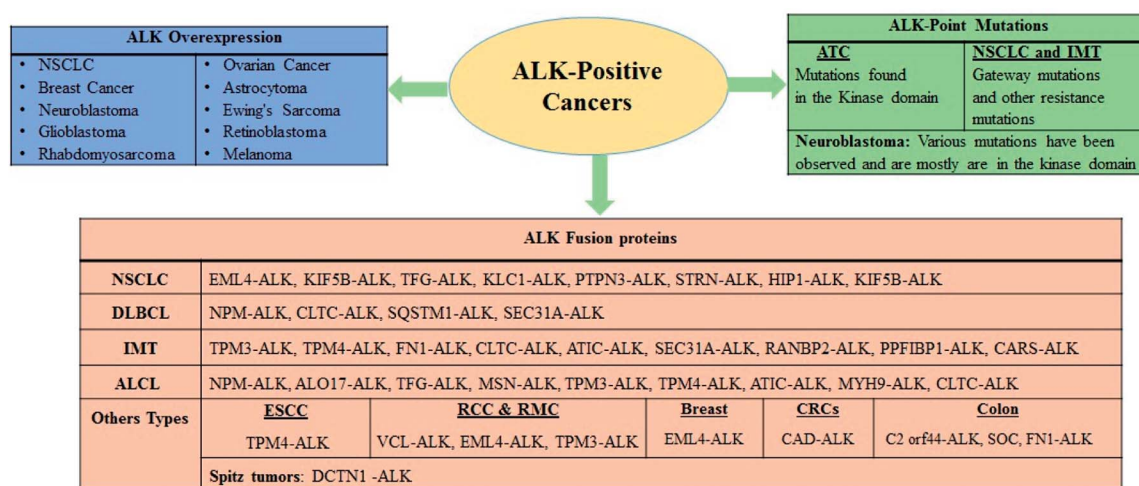 ALK Overexpression
• NSCLC
• Breast Cancer
• Neuroblastoma
• Glioblastoma
• Rhabdomyosarcoma
• Ovarian Cancer
• Astrocytoma
• Ewing's Sarcoma
• Retinoblastoma
• Melanoma
ALK-Positive
Cancers
ALK-Point Mutations
ATC
Mutations found
in the Kinase domain
NSCLC and IMT
Gateway mutations
and other resistance
mutations
Neuroblastoma: Various mutations have been
observed and are mostly are in the kinase domain
ALK Fusion proteins
NSCLC
EML4-ALK, KIF5B-ALK, TFG-ALK, KLC1-ALK, PTPN3-ALK, STRN-ALK, HIP1-ALK, KIF5B-ALK
DLBCL
NPM-ALK, CLTC-ALK, SQSTM1-ALK, SEC31A-ALK
IMT
TPM3-ALK, TPM4-ALK, FN1-ALK, CLTC-ALK, ATIC-ALK, SEC31A-ALK, RANBP2-ALK, PPFIBP1-ALK, CARS-ALK
ALCL
NPM-ALK, ALO17-ALK, TFG-ALK, MSN-ALK, TPM3-ALK, TPM4-ALK, ATIC-ALK, MYH9-ALK, CLTC-ALK
Others Types
ESCC
TPM4-ALK
RCC & RMC
VCL-ALK, EML4-ALK, TPM3-ALK
Breast
EML4-ALK
CRCs
CAD-ALK
Colon
C2 orf44-ALK, SOC, FN1-ALK
Spitz tumors: DCTN1 -ALK